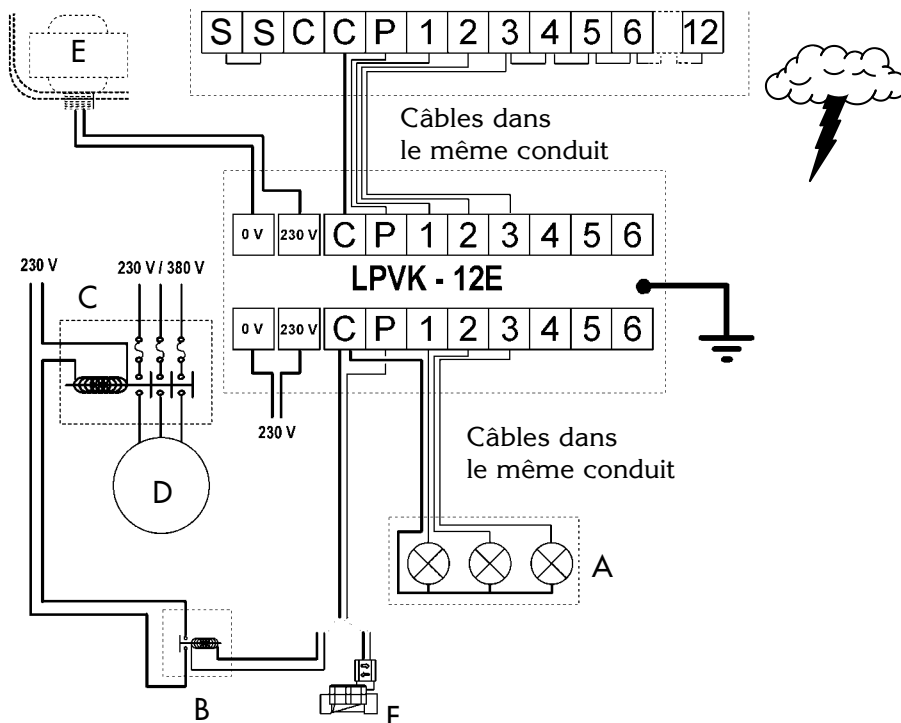 S S C C P 1 2 3 4 5 6 12
E
Câbles dans
le même conduit
0 V 230 V C P 1 2 3 4 5 6
LPVK - 12E
230 V
230 V / 380 V
C
0 V 230 V C P 1 2 3 4 5 6
230 V
Câbles dans
le même conduit
D
A
B